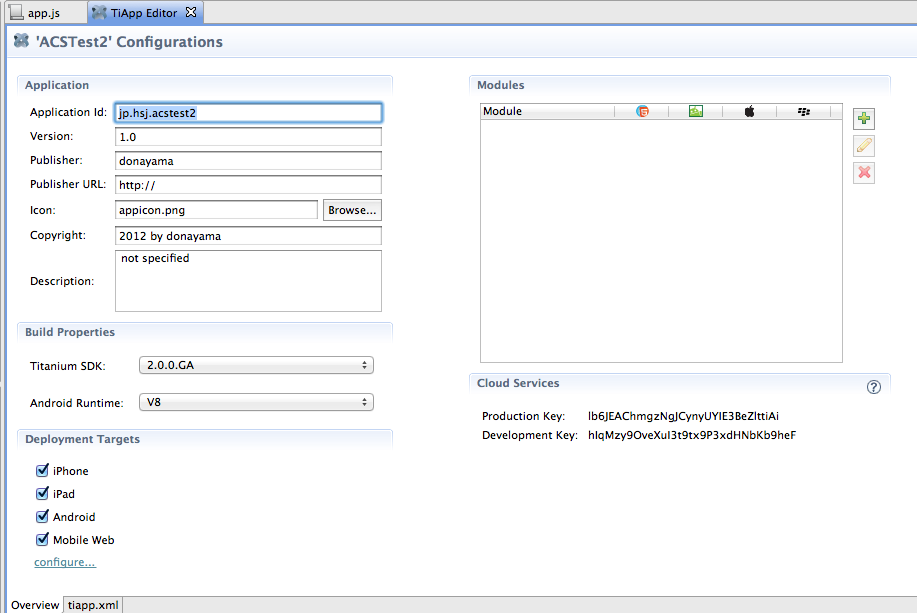 app.js
TiApp Editor
'ACSTest2' Configurations
Application
Application Id: jp.hsj.acstest2
Version: 1.0
Publisher: donayama
Publisher URL: http://
Icon: appicon.png Browse...
Copyright: 2012 by donayama
Description: not specified
Build Properties
Titanium SDK: 2.0.0.GA
Android Runtime: V8
Deployment Targets
iPhone
iPad
Android
Mobile Web
configure...
Modules
Module
Cloud Services
Production Key: Ib6JEAChmgzNgJCynyUYIE3BeZIttiAi
Development Key: hIqMzy9OveXuI3t9tx9P3xdHNbKb9heF
Overview tiapp.xml